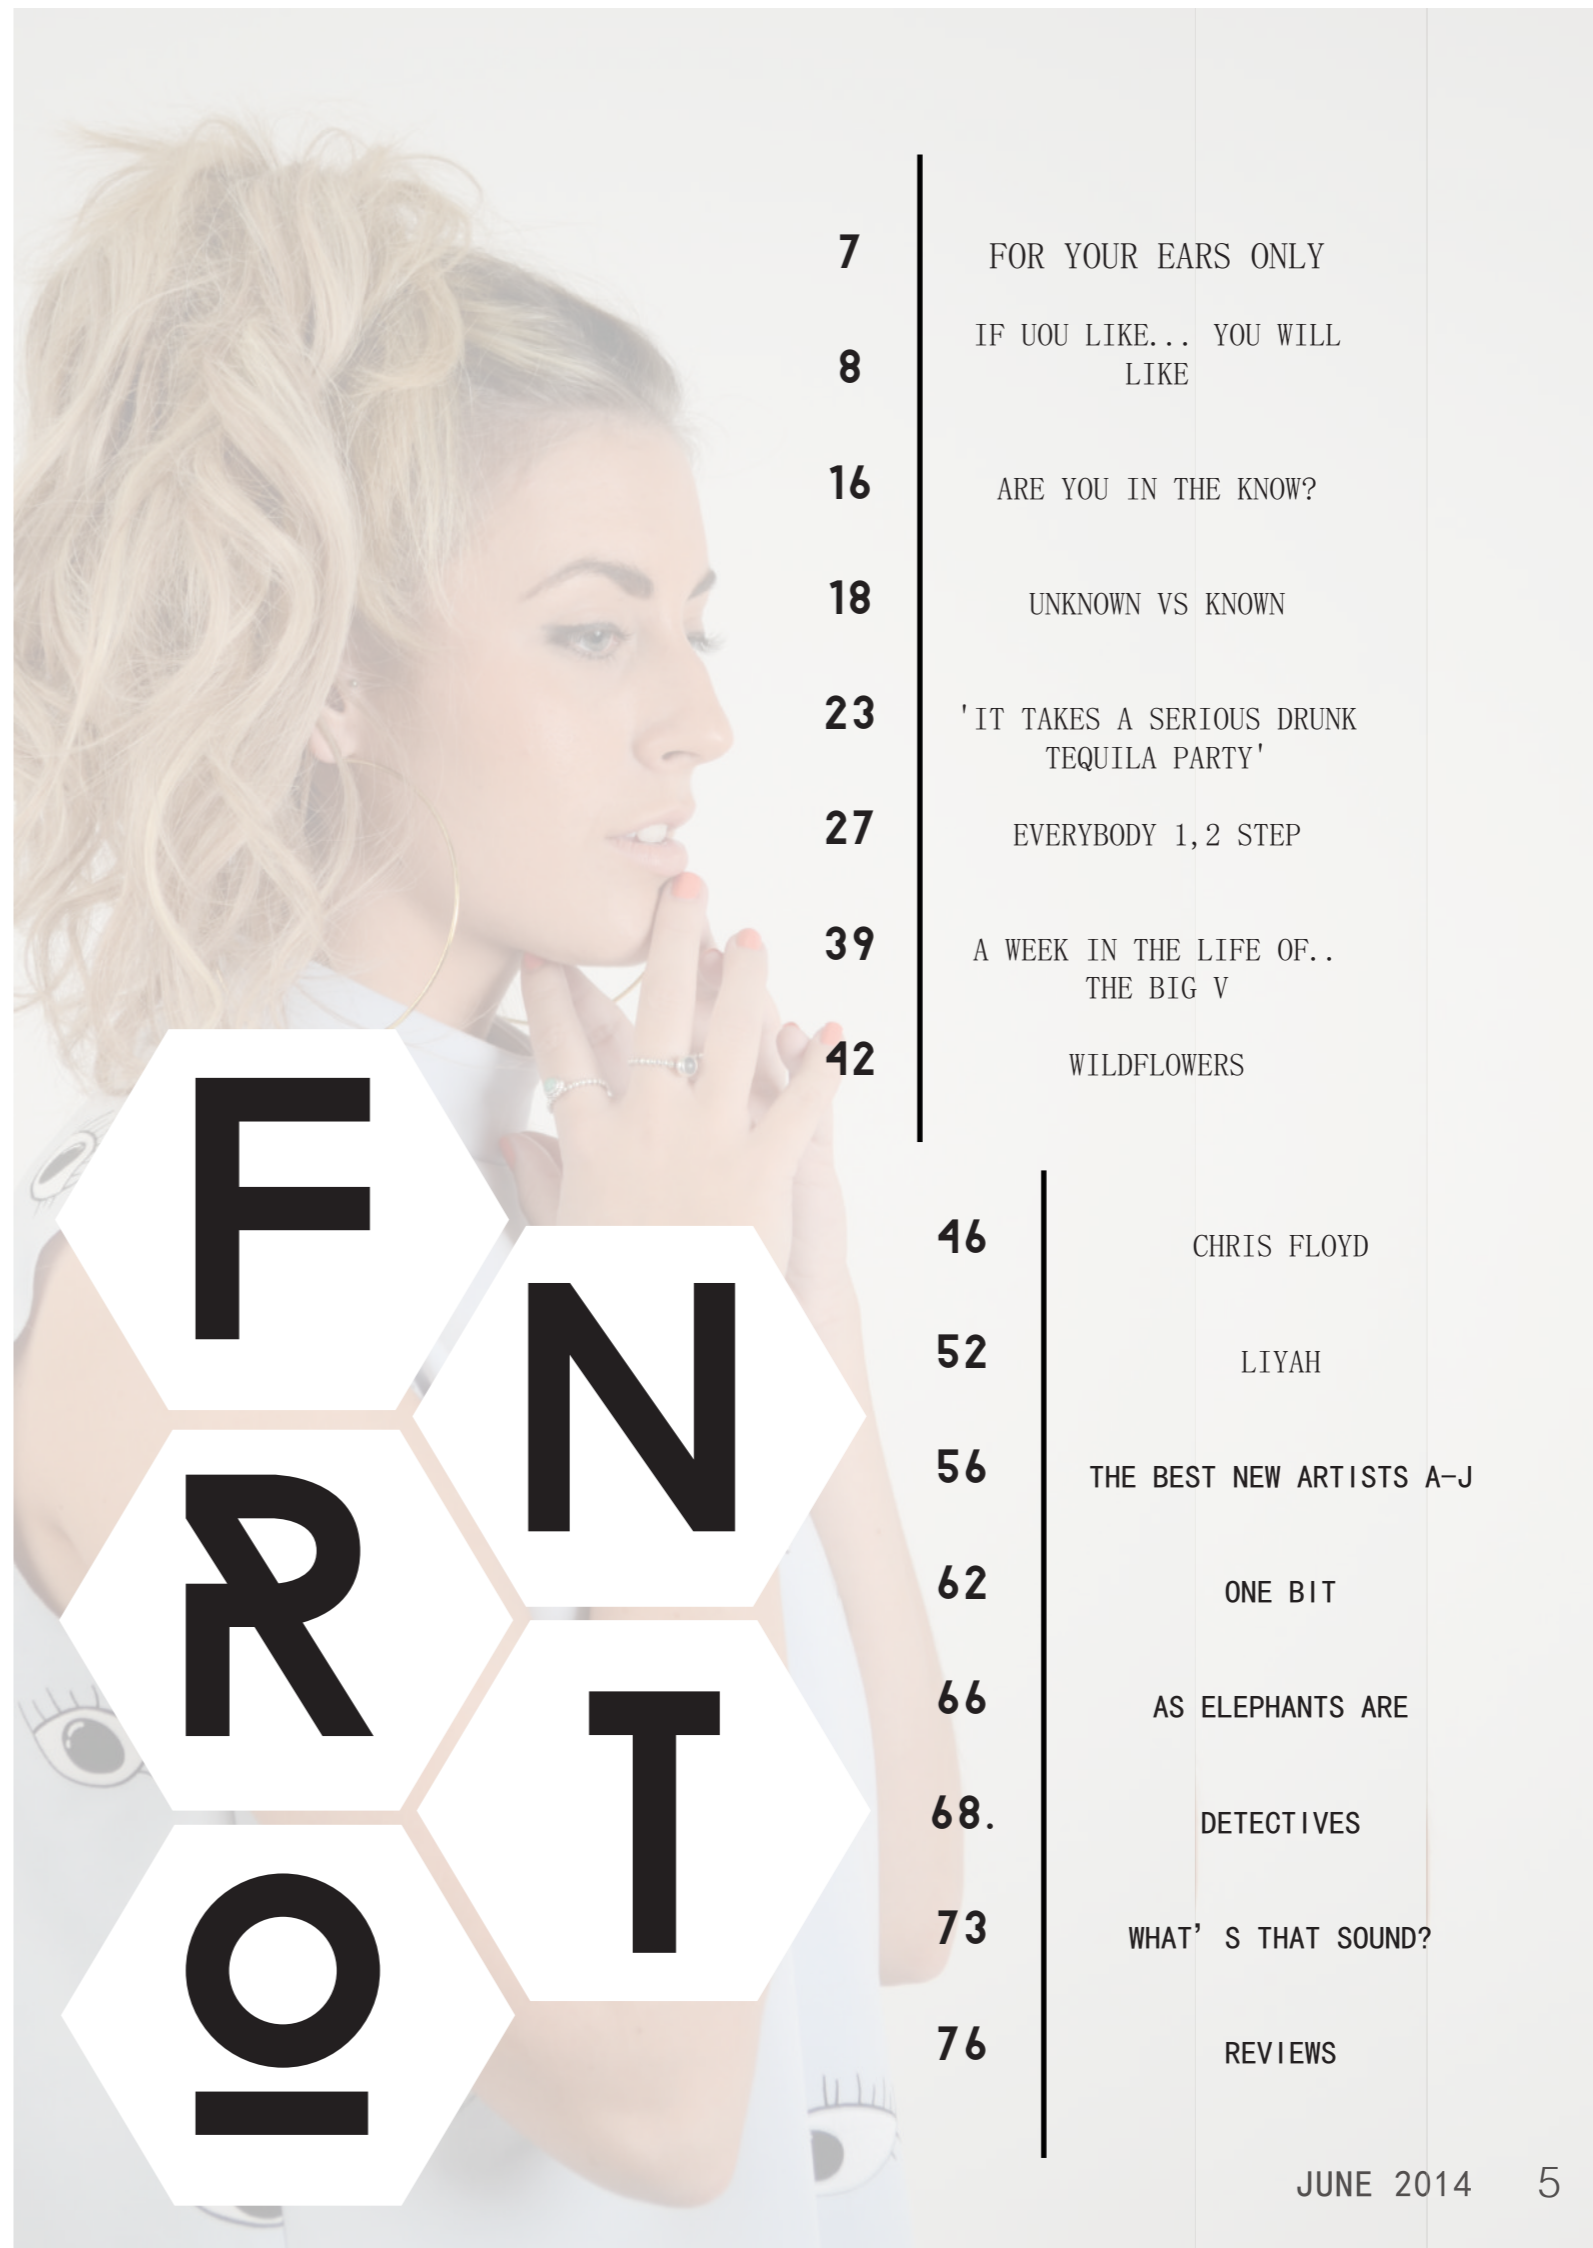 7 FOR YOUR EARS ONLY
8 IF UOU LIKE... YOU WILL
LIKE
16 ARE YOU IN THE KNOW?
18 UNKNOWN VS KNOWN
23 'IT TAKES A SERIOUS DRUNK
TEQUILA PARTY'
27 EVERYBODY 1,2 STEP
39 A WEEK IN THE LIFE OF..
THE BIG V
42 WILDFLOWERS
F
N
R
T
O
46 CHRIS FLOYD
52 LIYAH
56 THE BEST NEW ARTISTS A-J
62 ONE BIT
66 AS ELEPHANTS ARE
68. DETECTIVES
73 WHAT’S THAT SOUND?
76 REVIEWS
JUNE 2014 5